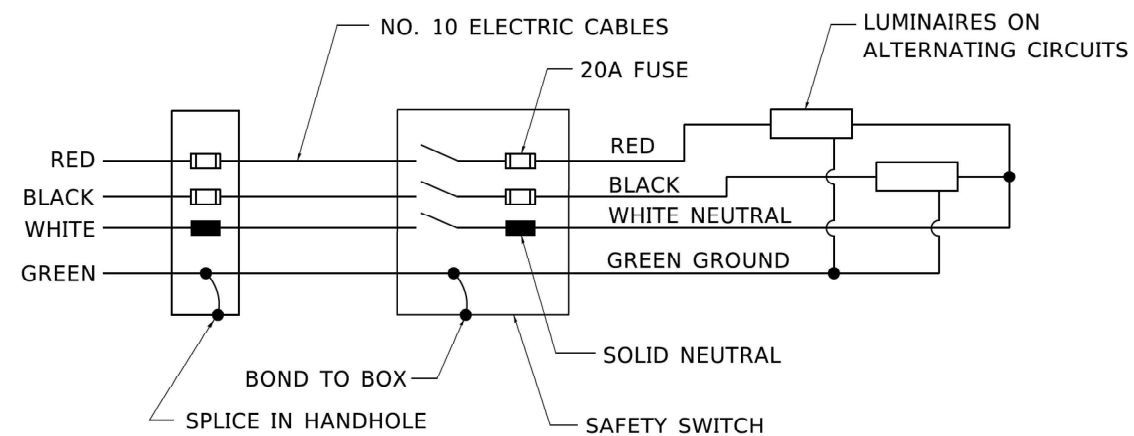 NO. 10 ELECTRIC CABLES
LUMINAIRES ON
ALTERNATING CIRCUITS
20A FUSE
RED
RED
BLACK
BLACK
WHITE
WHITE NEUTRAL
GREEN
GREEN GROUND
SOLID NEUTRAL
BOND TO BOX
SPLICE IN HANDHOLE
SAFETY SWITCH